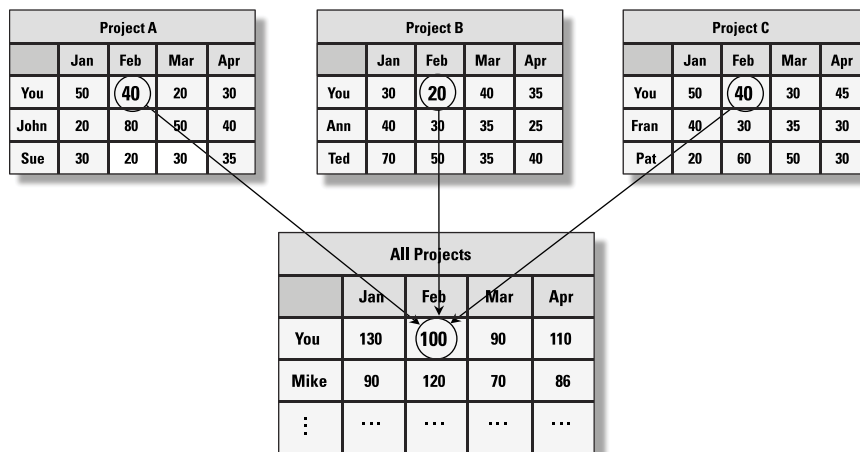 Project A
Jan Feb Mar Apr
You 50 40 20 30
John 20 80 50 40
Sue 30 20 30 35
Project B
Jan Feb Mar Apr
You 30 20 40 35
Ann 40 30 35 25
Ted 70 50 35 40
Project C
Jan Feb Mar Apr
You 50 40 30 45
Fran 40 30 35 30
Pat 20 60 50 30
All Projects
Jan Feb Mar Apr
You 130 100 90 110
Mike 90 120 70 86
⋮ ... ... ... ...